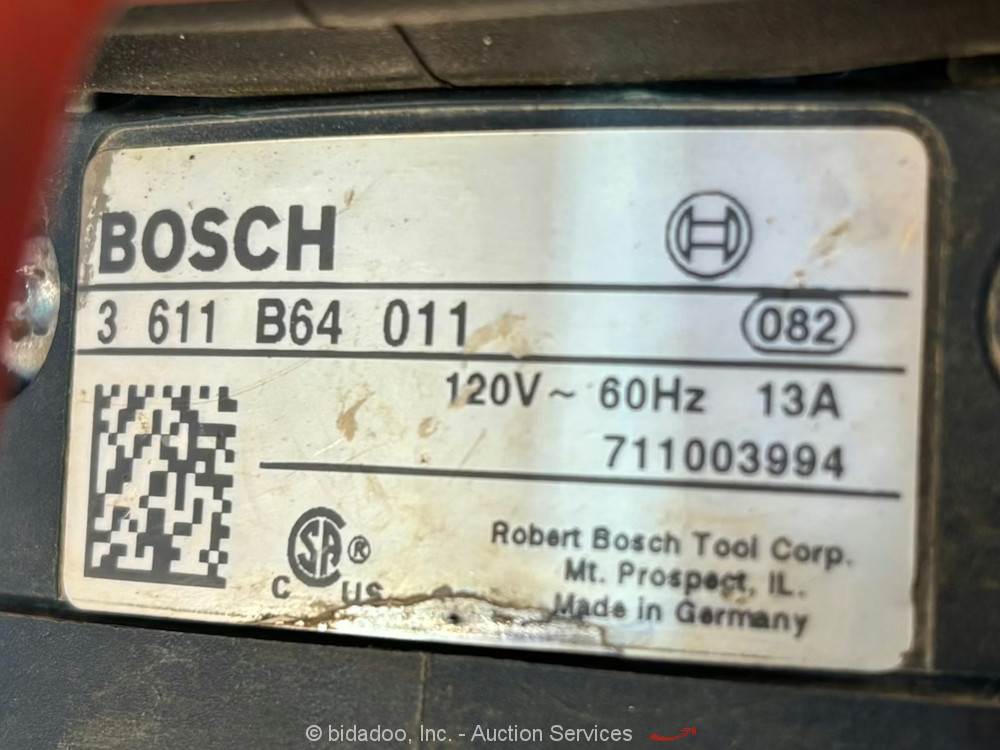 BOSCH
3 611 B64 011 082
120V~ 60Hz 13A
711003994
SA®
C US
Robert Bosch Tool Corp.
Mt. Prospect, IL.
Made in Germany
© bidadoo, Inc. - Auction Services